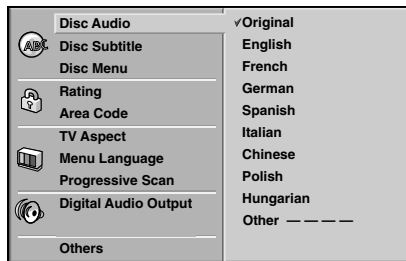 Disc Audio
Disc Subtitle
Disc Menu
Rating
Area Code
TV Aspect
Menu Language
Progressive Scan
Digital Audio Output
Others
✓Original
English
French
German
Spanish
Italian
Chinese
Polish
Hungarian
Other — — — —
ABC